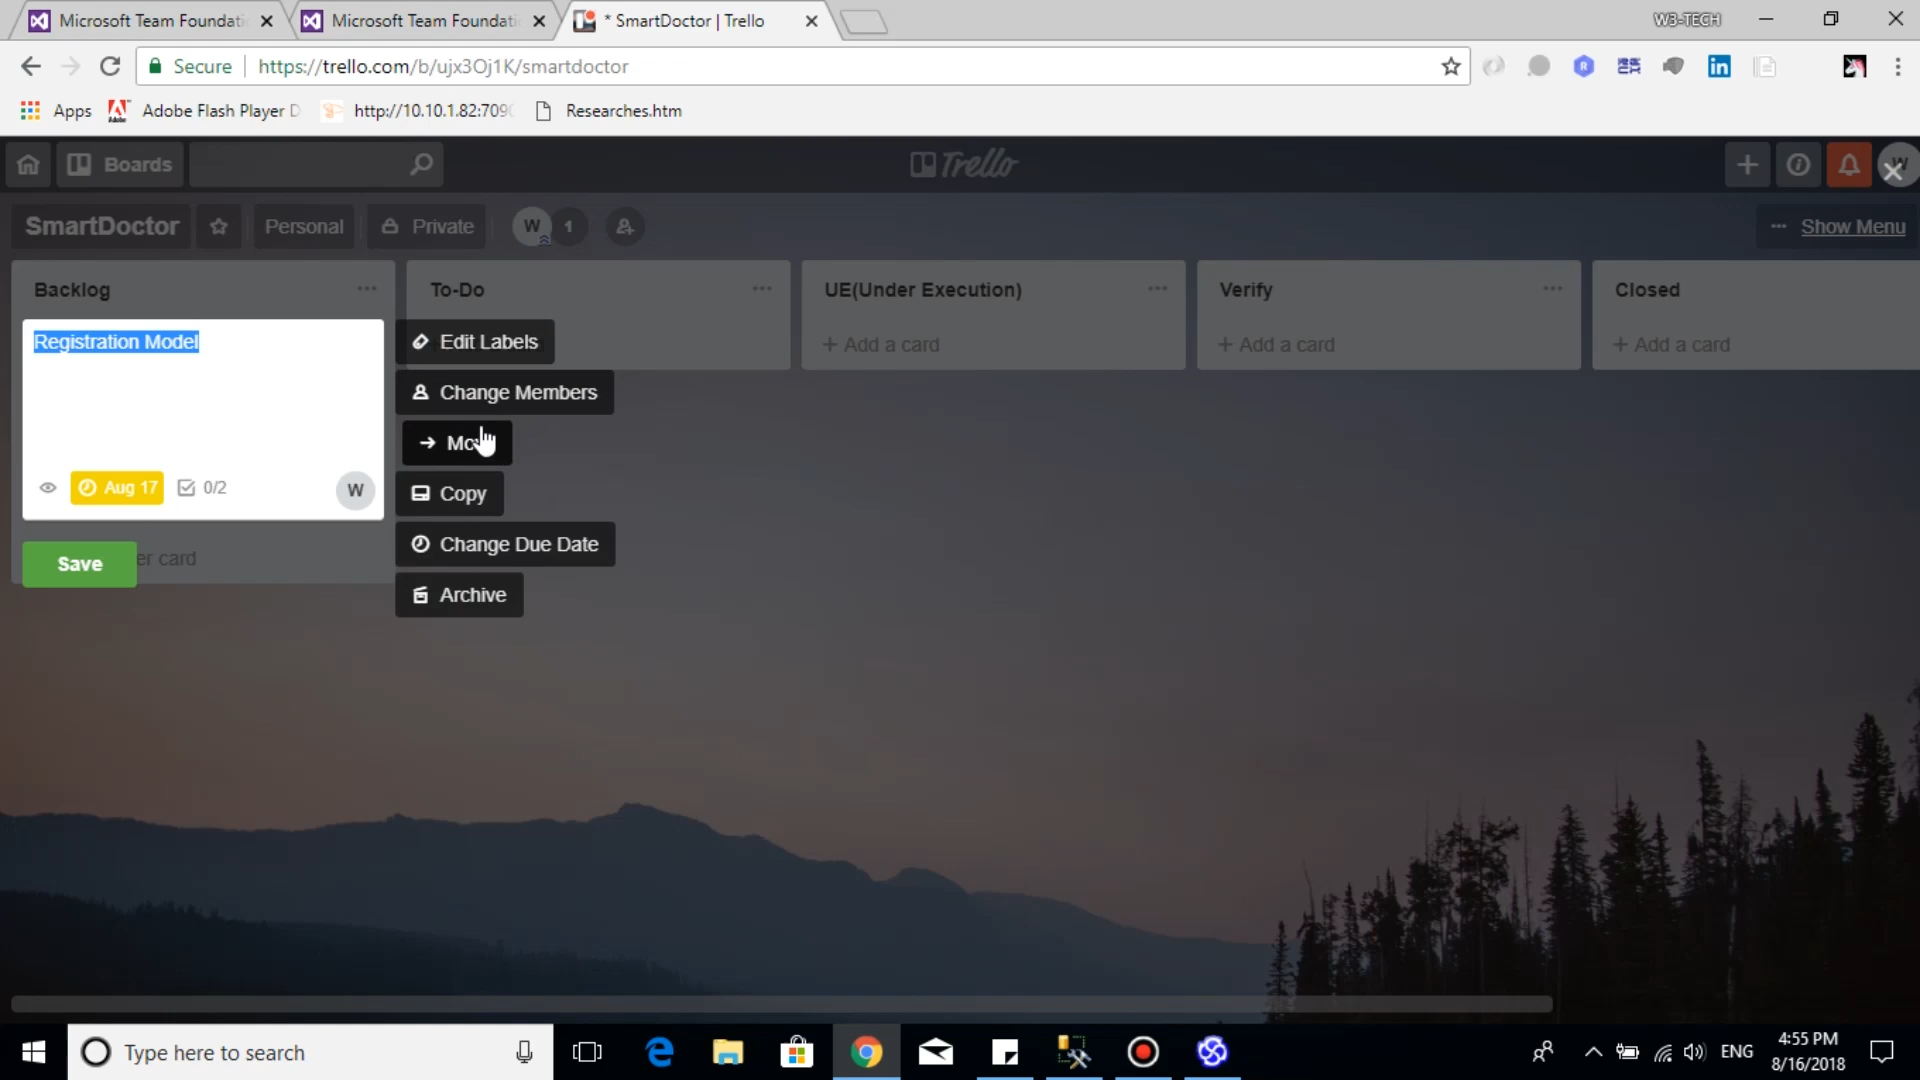 Microsoft Team Foundati
Microsoft Team Foundati
* SmartDoctor | Trello
W3-TECH
Secure
https://trello.com/b/ujx3Oj1K/smartdoctor
Apps
Adobe Flash Player D
http://10.10.1.82:7090
Researches.htm
Boards
Trello
W
SmartDoctor
Personal
Private
W
1
Show Menu
Backlog
To-Do
UE(Under Execution)
Verify
Closed
Registration Model
Edit Labels
+ Add a card
+ Add a card
+ Add a card
Change Members
Aug 17
0/2
W
Copy
Save
er card
Change Due Date
Archive
Type here to search
ENG
4:55 PM
8/16/2018